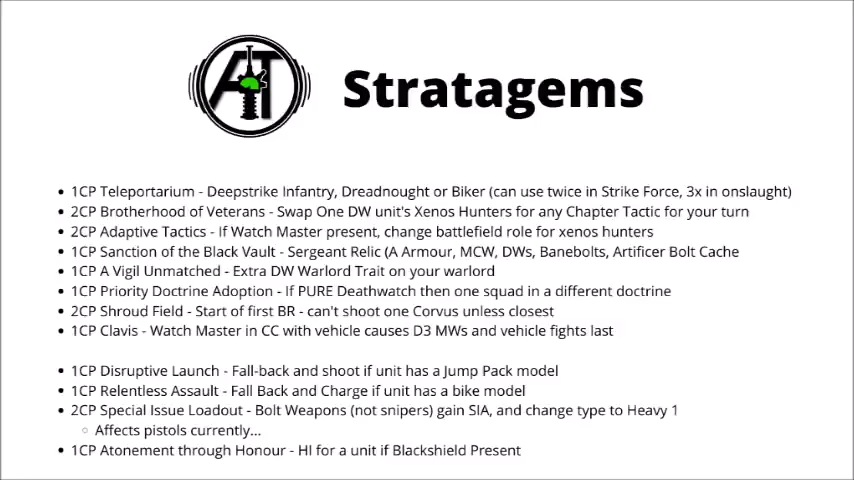 AT
Stratagems
• 1CP Teleportarium - Deepstrike Infantry, Dreadnought or Biker (can use twice in Strike Force, 3x in onslaught)
• 2CP Brotherhood of Veterans - Swap One DW unit's Xenos Hunters for any Chapter Tactic for your turn
• 2CP Adaptive Tactics - If Watch Master present, change battlefield role for xenos hunters
• 1CP Sanction of the Black Vault - Sergeant Relic (A Armour, MCW, DWs, Banebolts, Artificer Bolt Cache
• 1CP A Vigil Unmatched - Extra DW Warlord Trait on your warlord
• 1CP Priority Doctrine Adoption - If PURE Deathwatch then one squad in a different doctrine
• 2CP Shroud Field - Start of first BR - can't shoot one Corvus unless closest
• 1CP Clavis - Watch Master in CC with vehicle causes D3 MWs and vehicle fights last
• 1CP Disruptive Launch - Fall-back and shoot if unit has a Jump Pack model
• 1CP Relentless Assault - Fall Back and Charge if unit has a bike model
• 2CP Special Issue Loadout - Bolt Weapons (not snipers) gain SIA, and change type to Heavy 1
○ Affects pistols currently...
• 1CP Atonement through Honour - HI for a unit if Blackshield Present